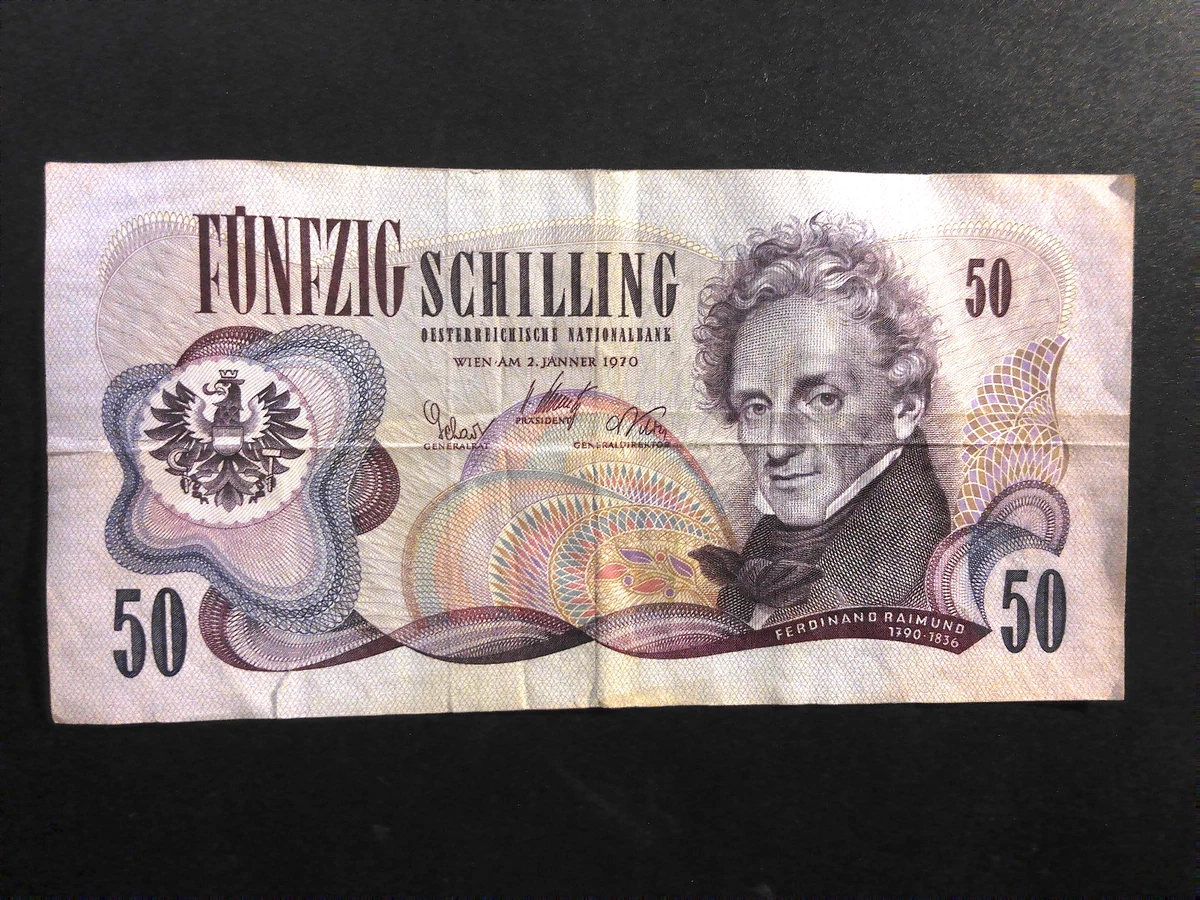 FÜNFZIG SCHILLING
OESTERREICHISCHE NATIONALBANK
WIEN·AM 2. JÄNNER 1970
PRÄSIDENT
GENERALRAT
GENERALDIREKTOR
50
50
FERDINAND RAIMUND
1790·1836
50